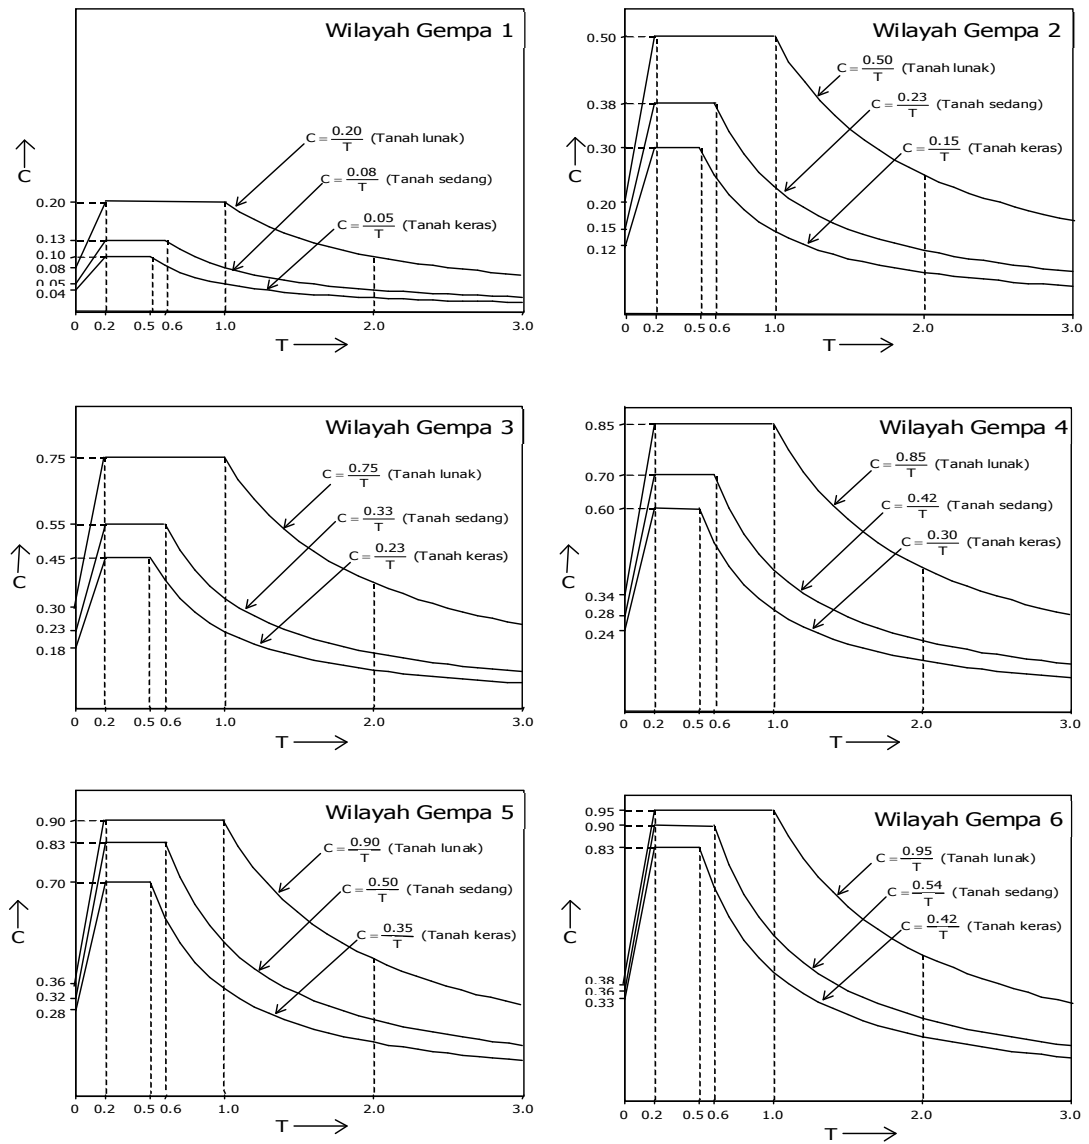 Wilayah Gempa 1
C = 0.20/T (Tanah lunak)
C = 0.08/T (Tanah sedang)
C = 0.05/T (Tanah keras)
C
0.20
0.13
0.10
0.08
0.05
0.04
0 0.2 0.5 0.6 1.0 2.0 3.0
T
Wilayah Gempa 2
C = 0.50/T (Tanah lunak)
C = 0.23/T (Tanah sedang)
C = 0.15/T (Tanah keras)
C
0.50
0.38
0.30
0.20
0.15
0.12
0 0.2 0.5 0.6 1.0 2.0 3.0
T
Wilayah Gempa 3
C = 0.75/T (Tanah lunak)
C = 0.33/T (Tanah sedang)
C = 0.23/T (Tanah keras)
C
0.75
0.55
0.45
0.30
0.23
0.18
0 0.2 0.5 0.6 1.0 2.0 3.0
T
Wilayah Gempa 4
C = 0.85/T (Tanah lunak)
C = 0.42/T (Tanah sedang)
C = 0.30/T (Tanah keras)
C
0.85
0.70
0.60
0.34
0.28
0.24
0 0.2 0.5 0.6 1.0 2.0 3.0
T
Wilayah Gempa 5
C = 0.90/T (Tanah lunak)
C = 0.50/T (Tanah sedang)
C = 0.35/T (Tanah keras)
C
0.90
0.83
0.70
0.36
0.32
0.28
0 0.2 0.5 0.6 1.0 2.0 3.0
T
Wilayah Gempa 6
C = 0.95/T (Tanah lunak)
C = 0.54/T (Tanah sedang)
C = 0.42/T (Tanah keras)
C
0.95
0.90
0.83
0.38
0.36
0.33
0 0.2 0.5 0.6 1.0 2.0 3.0
T